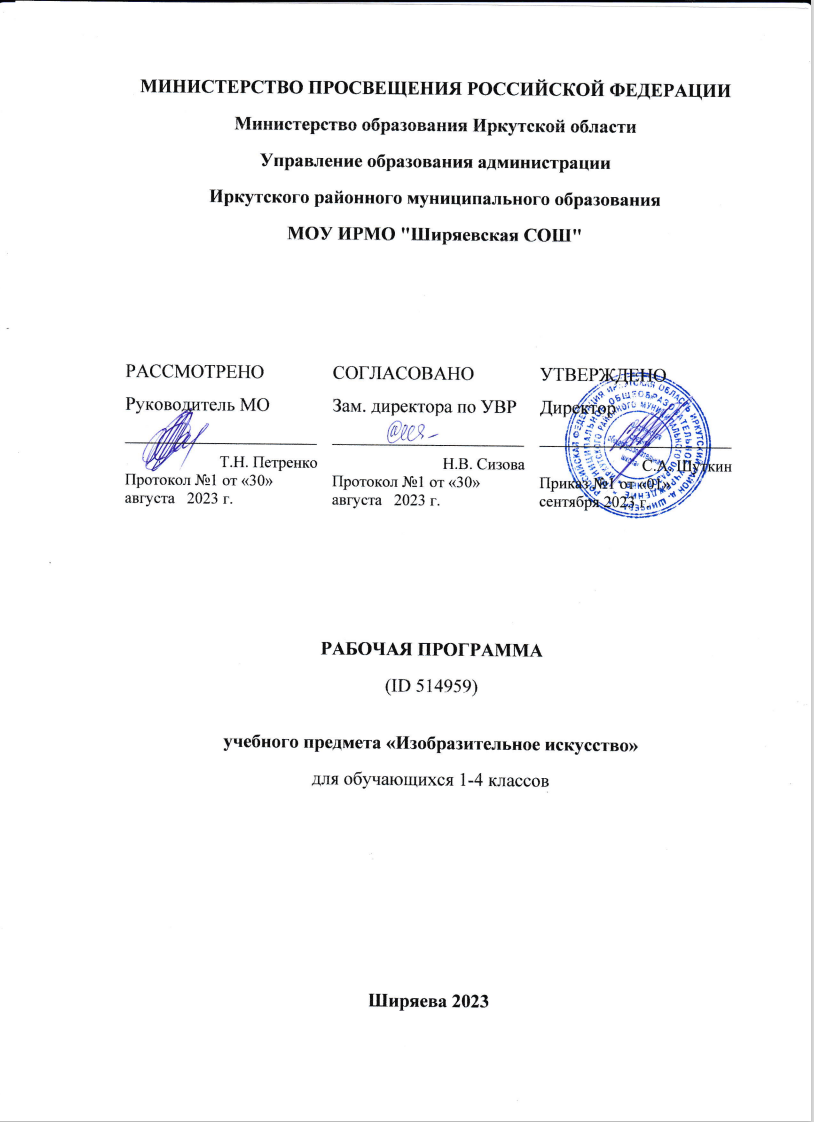 МИНИСТЕРСТВО ПРОСВЕЩЕНИЯ РОССИЙСКОЙ ФЕДЕРАЦИИ
Министерство образования Иркутской области
Управление образования администрации
Иркутского районного муниципального образования
МОУ ИРМО "Ширяевская СОШ"
РАССМОТРЕНО
Руководитель МО
Т.Н. Петренко
Протокол №1 от «30»
августа 2023 г.
СОГЛАСОВАНО
Зам. директора по УВР
Н.В. Сизова
Протокол №1 от «30»
августа 2023 г.
УТВЕРЖДЕНО
Директор
С.А. Шуткин
Приказ №1 от «01»
сентября 2023 г.
РАБОЧАЯ ПРОГРАММА
(ID 514959)
учебного предмета «Изобразительное искусство»
для обучающихся 1-4 классов
Ширяева 2023